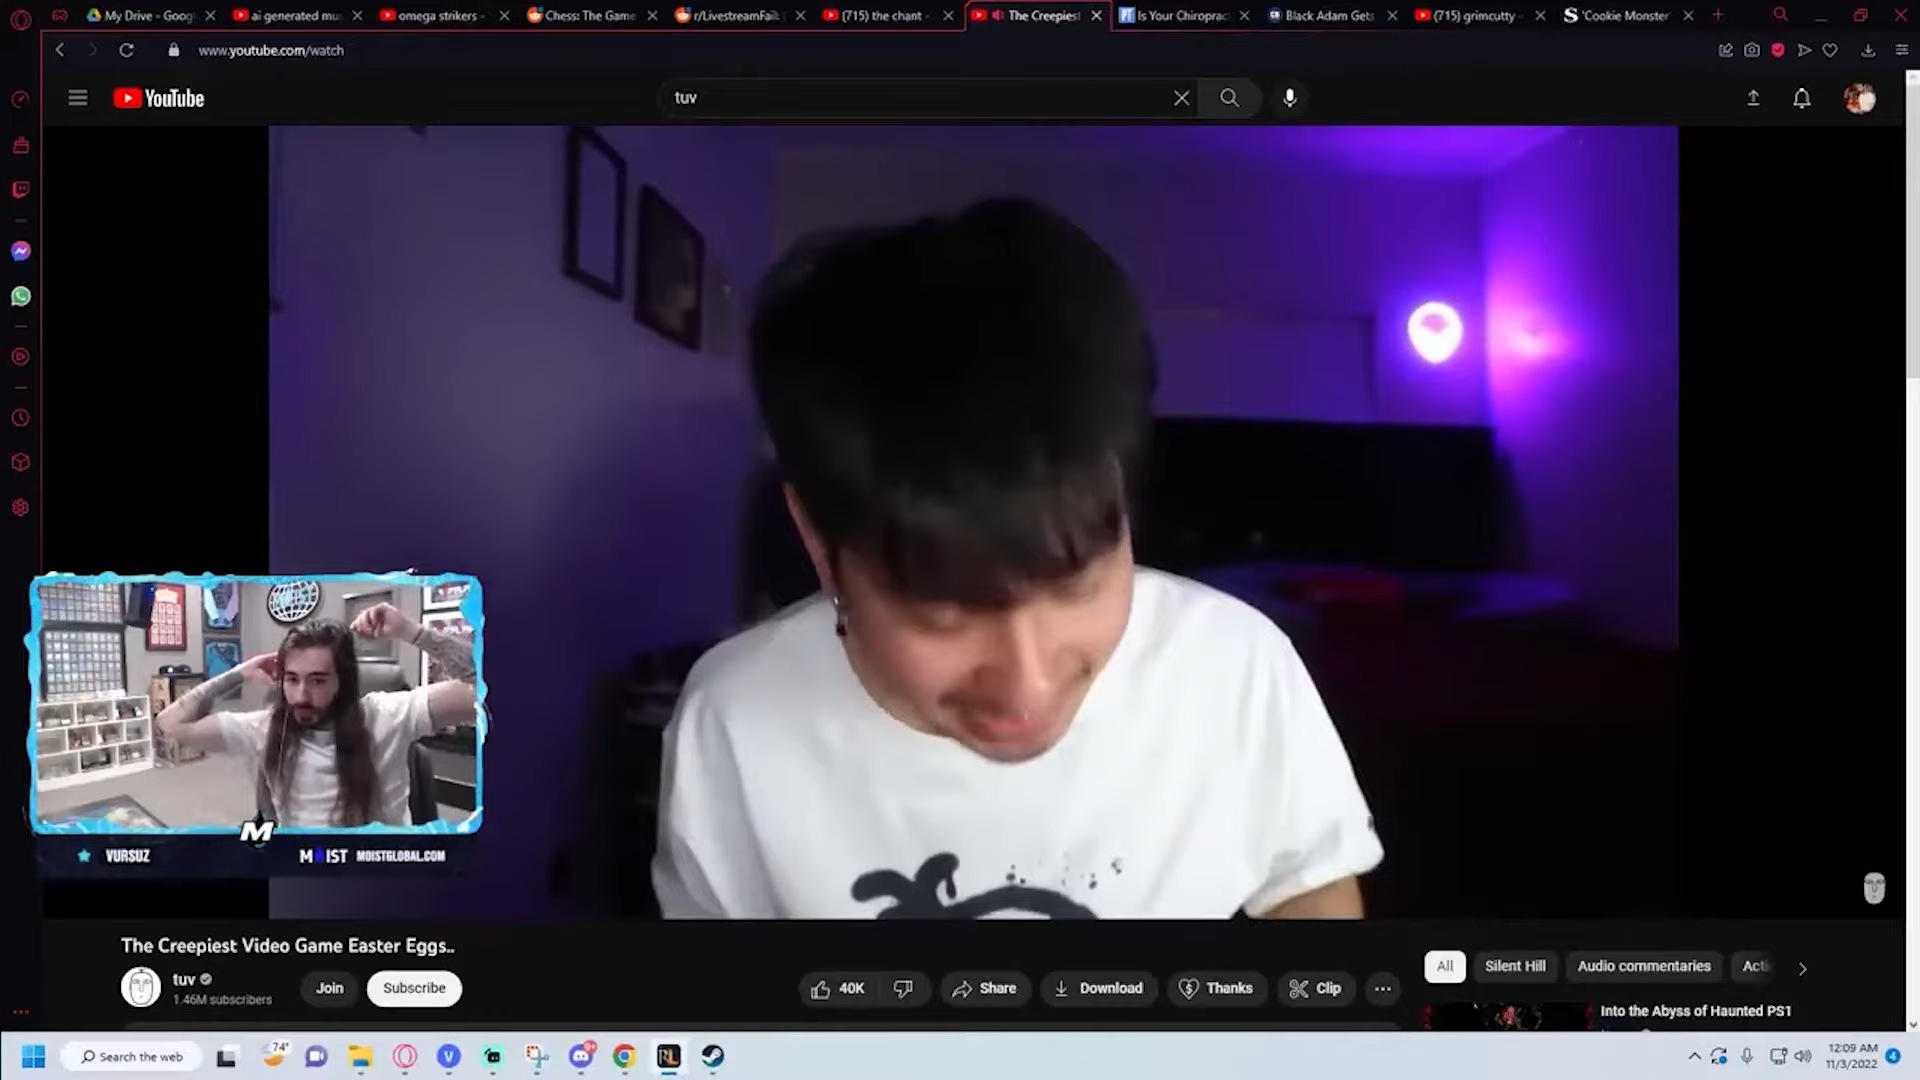 My Drive - Goog
ai generated mu
omega strikers -
Chess: The Game
r/LivestreamFail:
(715) the chant -
The Creepiest
Is Your Chiroprac
Black Adam Gets
(715) grimcutty -
'Cookie Monster'
www.youtube.com/watch
YouTube
tuv
M
VURSUZ
MOIST MOISTGLOBAL.COM
The Creepiest Video Game Easter Eggs..
tuv
1.46M subscribers
Join
Subscribe
40K
Share
Download
Thanks
Clip
All
Silent Hill
Audio commentaries
Acti
Into the Abyss of Haunted PS1
Search the web
74°
12:09 AM
11/3/2022
4